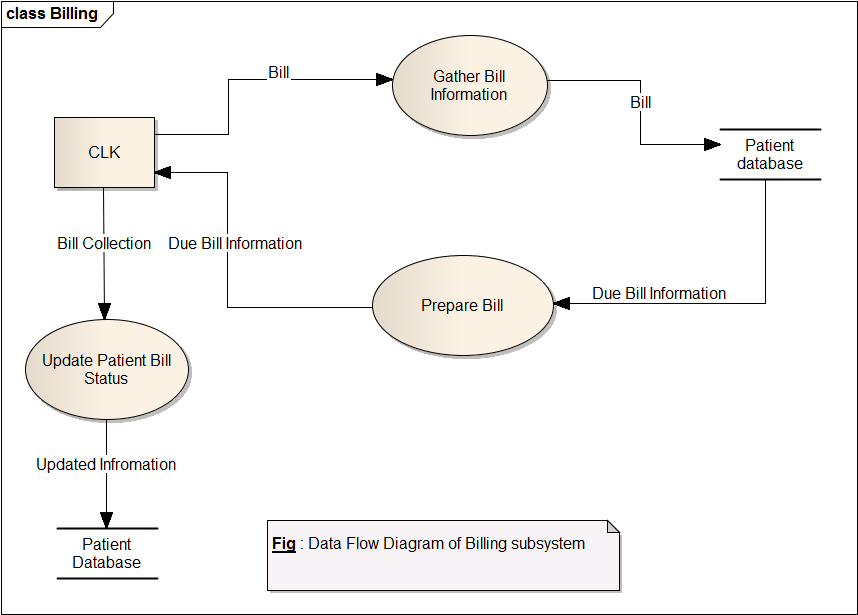 class Billing
Bill
Gather Bill
Information
Bill
CLK
Patient
database
Bill Collection
Due Bill Information
Due Bill Information
Prepare Bill
Update Patient Bill
Status
Updated Infromation
Patient
Database
Fig : Data Flow Diagram of Billing subsystem